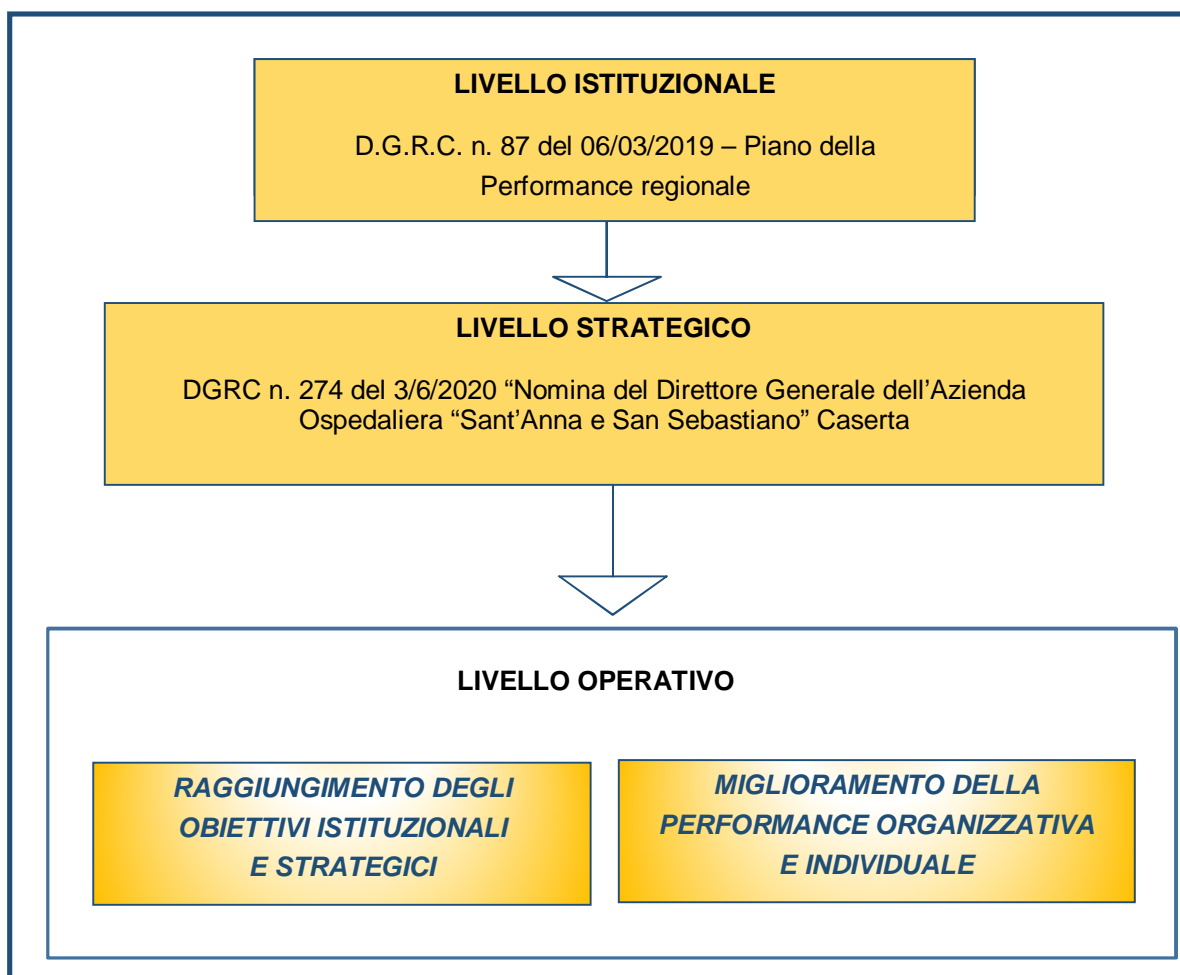 LIVELLO ISTITUZIONALE
D.G.R.C. n. 87 del 06/03/2019 – Piano della
Performance regionale
LIVELLO STRATEGICO
DGRC n. 274 del 3/6/2020 “Nomina del Direttore Generale dell’Azienda
Ospedaliera “Sant’Anna e San Sebastiano” Caserta
LIVELLO OPERATIVO
RAGGIUNGIMENTO DEGLI
OBIETTIVI ISTITUZIONALI
E STRATEGICI
MIGLIORAMENTO DELLA
PERFORMANCE ORGANIZZATIVA
E INDIVIDUALE